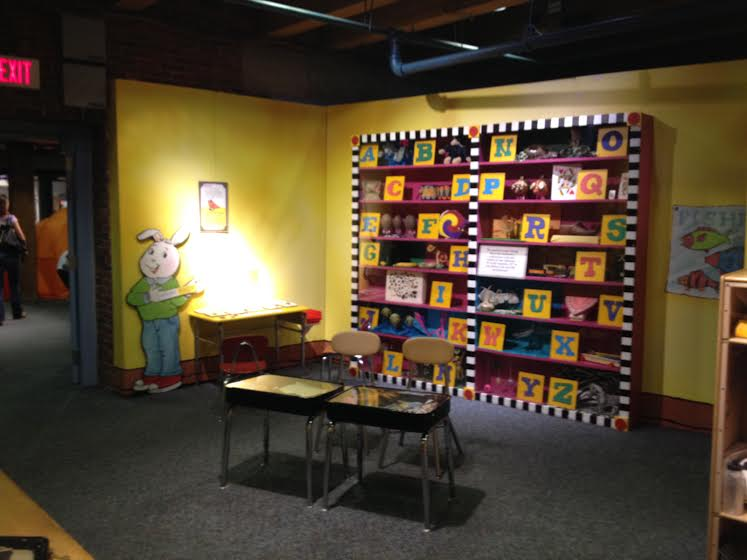 EXIT
A B N O
C D P Q
E F R S
G H T
I U V
J K W X
L M Y Z
FISH